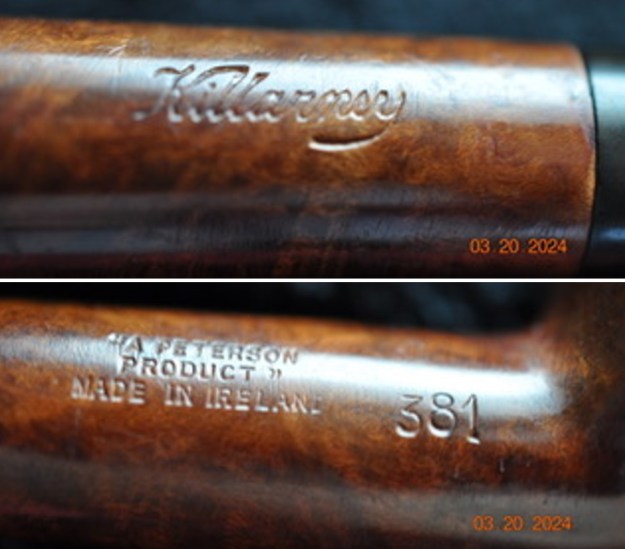 Killarney
03 20 2024
"A PETERSON
PRODUCT"
MADE IN IRELAND
381
03 20 2024